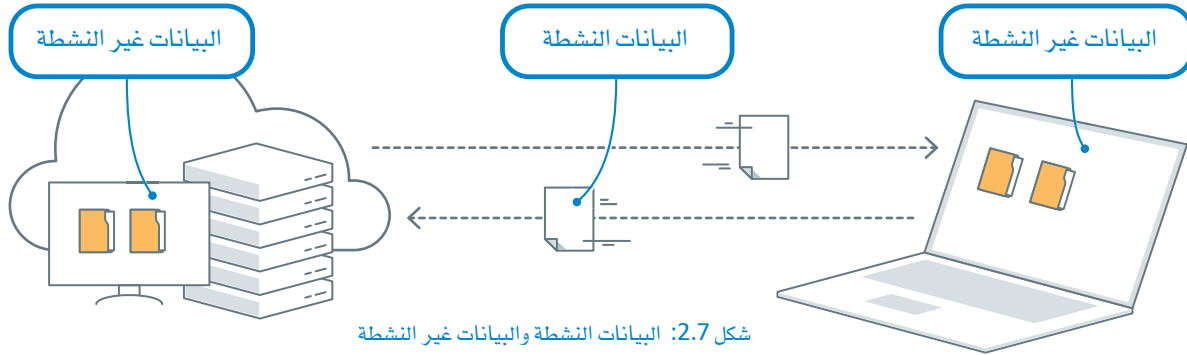 البيانات غير النشطة
البيانات النشطة
البيانات غير النشطة
شكل 2.7: البيانات النشطة والبيانات غير النشطة